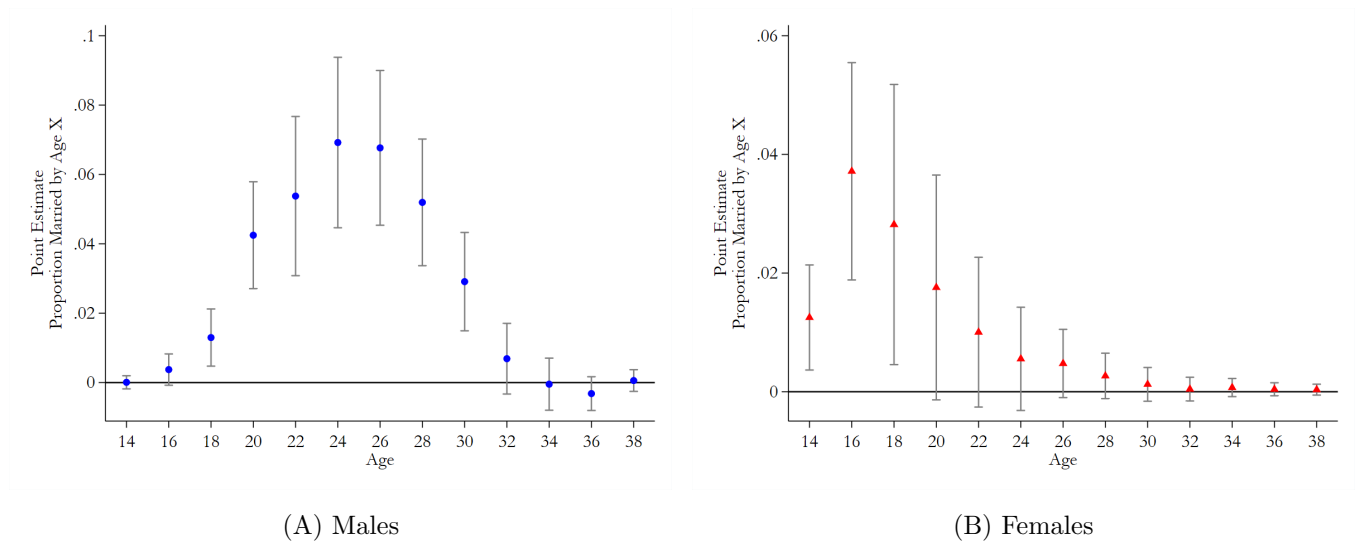 .1
.08
.06
.04
.02
0
Point Estimate
Proportion Married by Age X
14 16 18 20 22 24 26 28 30 32 34 36 38
Age
(A) Males
.06
.04
.02
0
Point Estimate
Proportion Married by Age X
14 16 18 20 22 24 26 28 30 32 34 36 38
Age
(B) Females